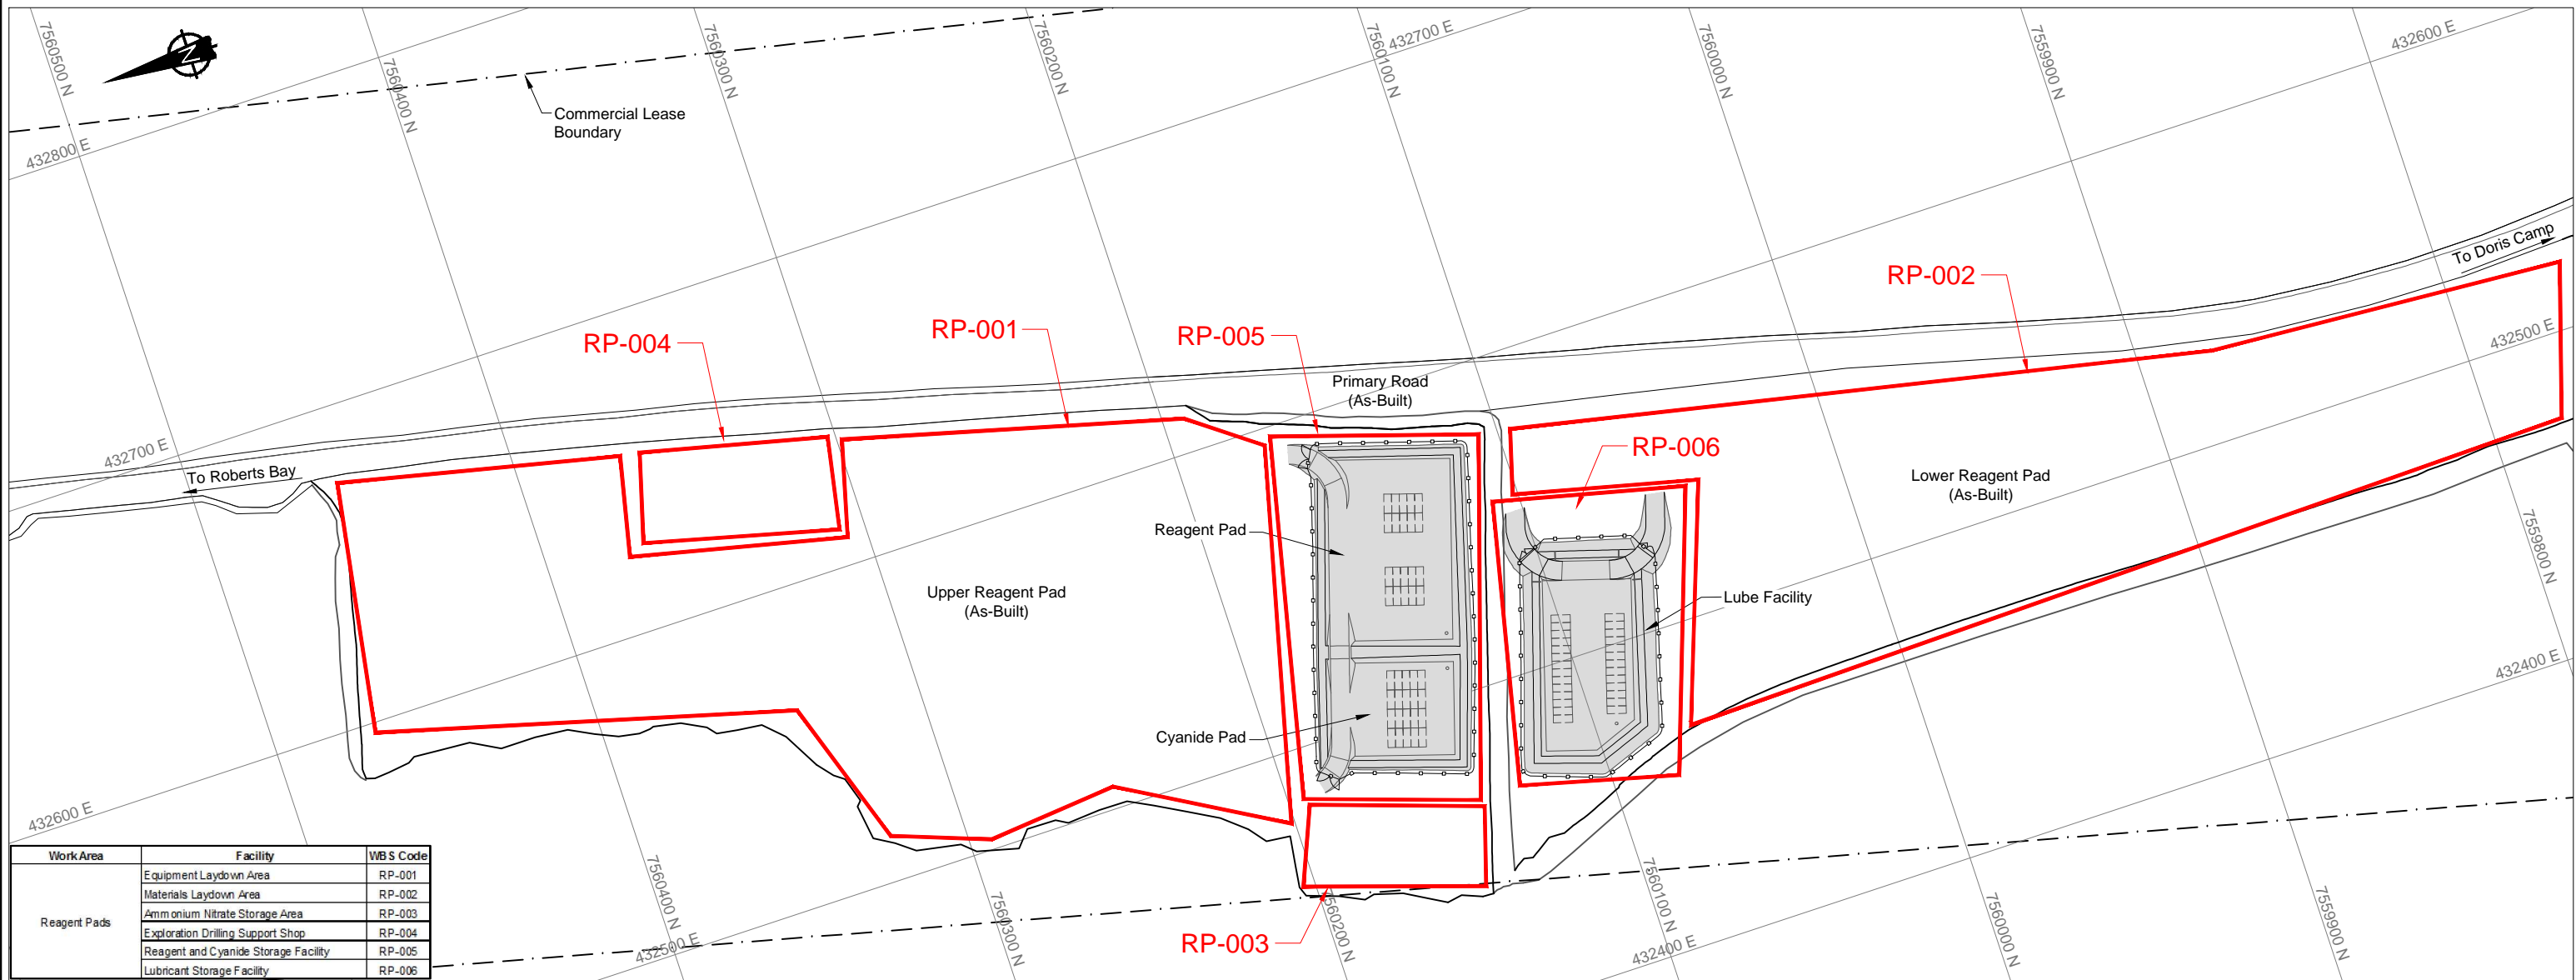 7560500 N
7560400 N
7560300 N
7560200 N
7560100 N
432700 E
7560000 N
7559900 N
432600 E
N
Commercial Lease
Boundary
432800 E
To Doris Camp
RP-002
RP-004
RP-001
RP-005
432500 E
Primary Road
(As-Built)
432700 E
To Roberts Bay
RP-006
Lower Reagent Pad
(As-Built)
Reagent Pad
7559800 N
Upper Reagent Pad
(As-Built)
Lube Facility
432400 E
Cyanide Pad
432600 E
Work Area Facility WBS Code
Reagent Pads
Equipment Laydown Area RP-001
Materials Laydown Area RP-002
Ammonium Nitrate Storage Area RP-003
Exploration Drilling Support Shop RP-004
Reagent and Cyanide Storage Facility RP-005
Lubricant Storage Facility RP-006
7560400 N
432500 E
7560300 N
RP-003
7560200 N
7560100 N
432400 E
7560000 N
7559900 N